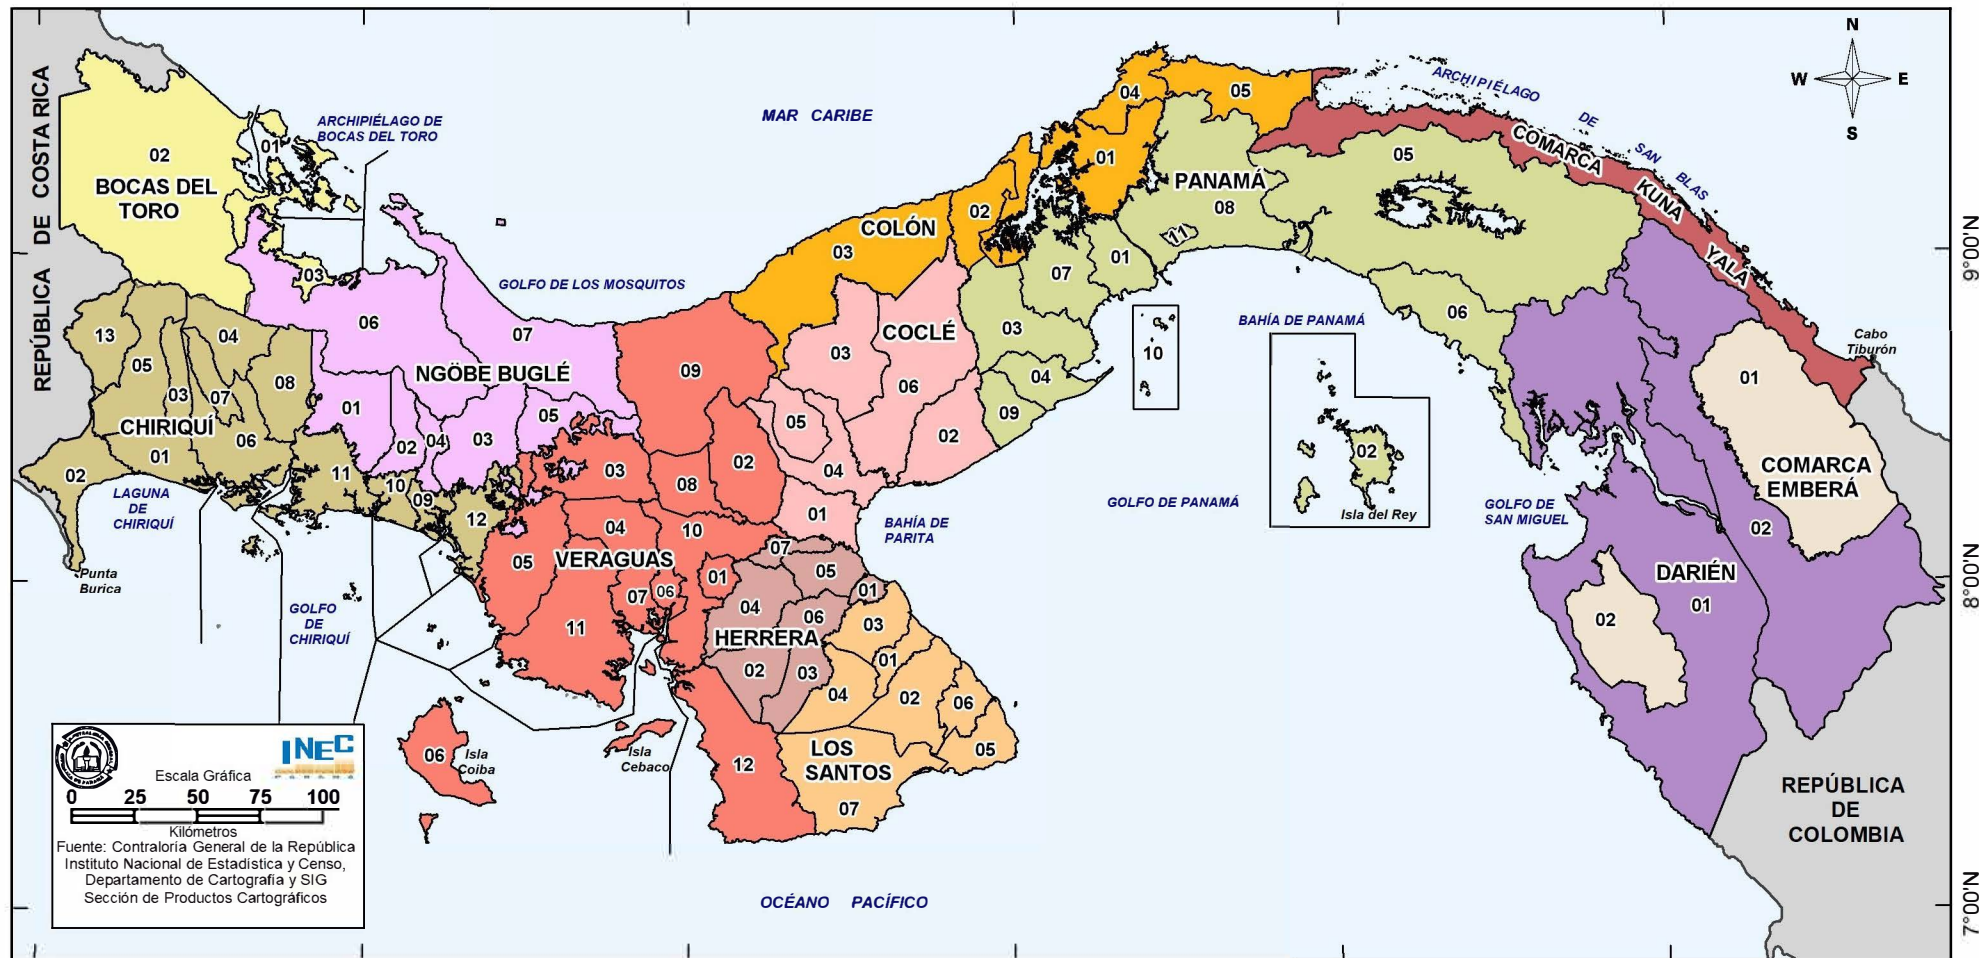 N
W
E
S
REPÚBLICA DE COSTA RICA
MAR CARIBE
ARCHIPIÉLAGO
DE
SAN
BLAS
ARCHIPIÉLAGO DE
BOCAS DEL TORO
02
01
BOCAS DEL
TORO
03
04
05
01
02
03
COLÓN
PANAMÁ
08
05
11
07
01
03
04
09
06
10
02
COMARCA
KUNA
YALA
Cabo
Tiburón
9°00'N
8°00'N
7°00'N
GOLFO DE LOS MOSQUITOS
06
07
NGÖBE BUGLÉ
01
02
04
03
05
13
05
03
04
07
08
CHIRIQUÍ
01
06
02
11
10
09
12
LAGUNA
DE
CHIRIQUÍ
Punta
Burica
GOLFO
DE
CHIRIQUÍ
COCLÉ
03
06
05
02
04
01
09
02
03
08
04
10
05
VERAGUAS
01
07
06
11
12
06
Isla
Coiba
Isla
Cebaco
BAHÍA DE
PARITA
07
05
01
04
06
HERRERA
02
03
03
01
04
02
06
05
LOS
SANTOS
07
BAHÍA DE PANAMÁ
GOLFO DE PANAMÁ
Isla del Rey
GOLFO DE
SAN MIGUEL
01
COMARCA
EMBERÁ
02
02
DARIÉN
01
REPÚBLICA
DE
COLOMBIA
OCÉANO PACÍFICO
INEC
PANAMÁ
Escala Gráfica
0 25 50 75 100
Kilómetros
Fuente: Contraloría General de la República
Instituto Nacional de Estadística y Censo,
Departamento de Cartografía y SIG
Sección de Productos Cartográficos